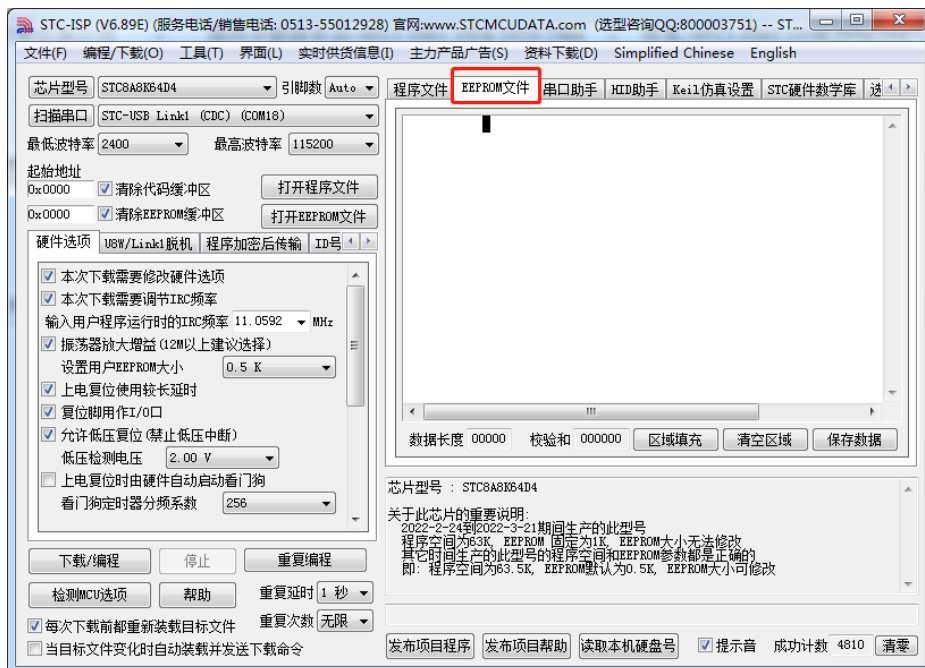 STC-ISP (V6.89E) (服务电话/销售电话: 0513-55012928) 官网:www.STCMCUDATA.com (选型咨询QQ:800003751) -- ST...
文件(F) 编程/下载(O) 工具(T) 界面(L) 实时供货信息(I) 主力产品广告(S) 资料下载(D) Simplified Chinese English
芯片型号 STC8A8K64D4 引脚数 Auto
扫描串口 STC-USB Link1 (CDC) (COM18)
最低波特率 2400 最高波特率 115200
起始地址
0x0000 清除代码缓冲区 打开程序文件
0x0000 清除EEPROM缓冲区 打开EEPROM文件
硬件选项 U8W/Link1脱机 程序加密后传输 ID号
本次下载需要修改硬件选项
本次下载需要调节IRC频率
输入用户程序运行时的IRC频率 11.0592 MHz
振荡器放大增益(12M以上建议选择)
设置用户EEPROM大小 0.5 K
上电复位使用较长延时
复位脚用作I/O口
允许低压复位(禁止低压中断)
低压检测电压 2.00 V
上电复位时由硬件自动启动看门狗
看门狗定时器分频系数 256
下载/编程 停止 重复编程
检测MCU选项 帮助 重复延时 1 秒
每次下载前都重新装载目标文件 重复次数 无限
当目标文件变化时自动装载并发送下载命令
程序文件 EEPROM文件 串口助手 HID助手 Keil仿真设置 STC硬件数学库 选
数据长度 00000 校验和 000000 区域填充 清空区域 保存数据
芯片型号 : STC8A8K64D4
关于此芯片的重要说明:
2022-2-24到2022-3-21期间生产的此型号
程序空间为63K, EEPROM 固定为1K, EEPROM大小无法修改
其它时间生产的此型号的程序空间和EEPROM参数都是正确的
即: 程序空间为63.5K, EEPROM默认为0.5K, EEPROM大小可修改
发布项目程序 发布项目帮助 读取本机硬盘号 提示音 成功计数 4810 清零